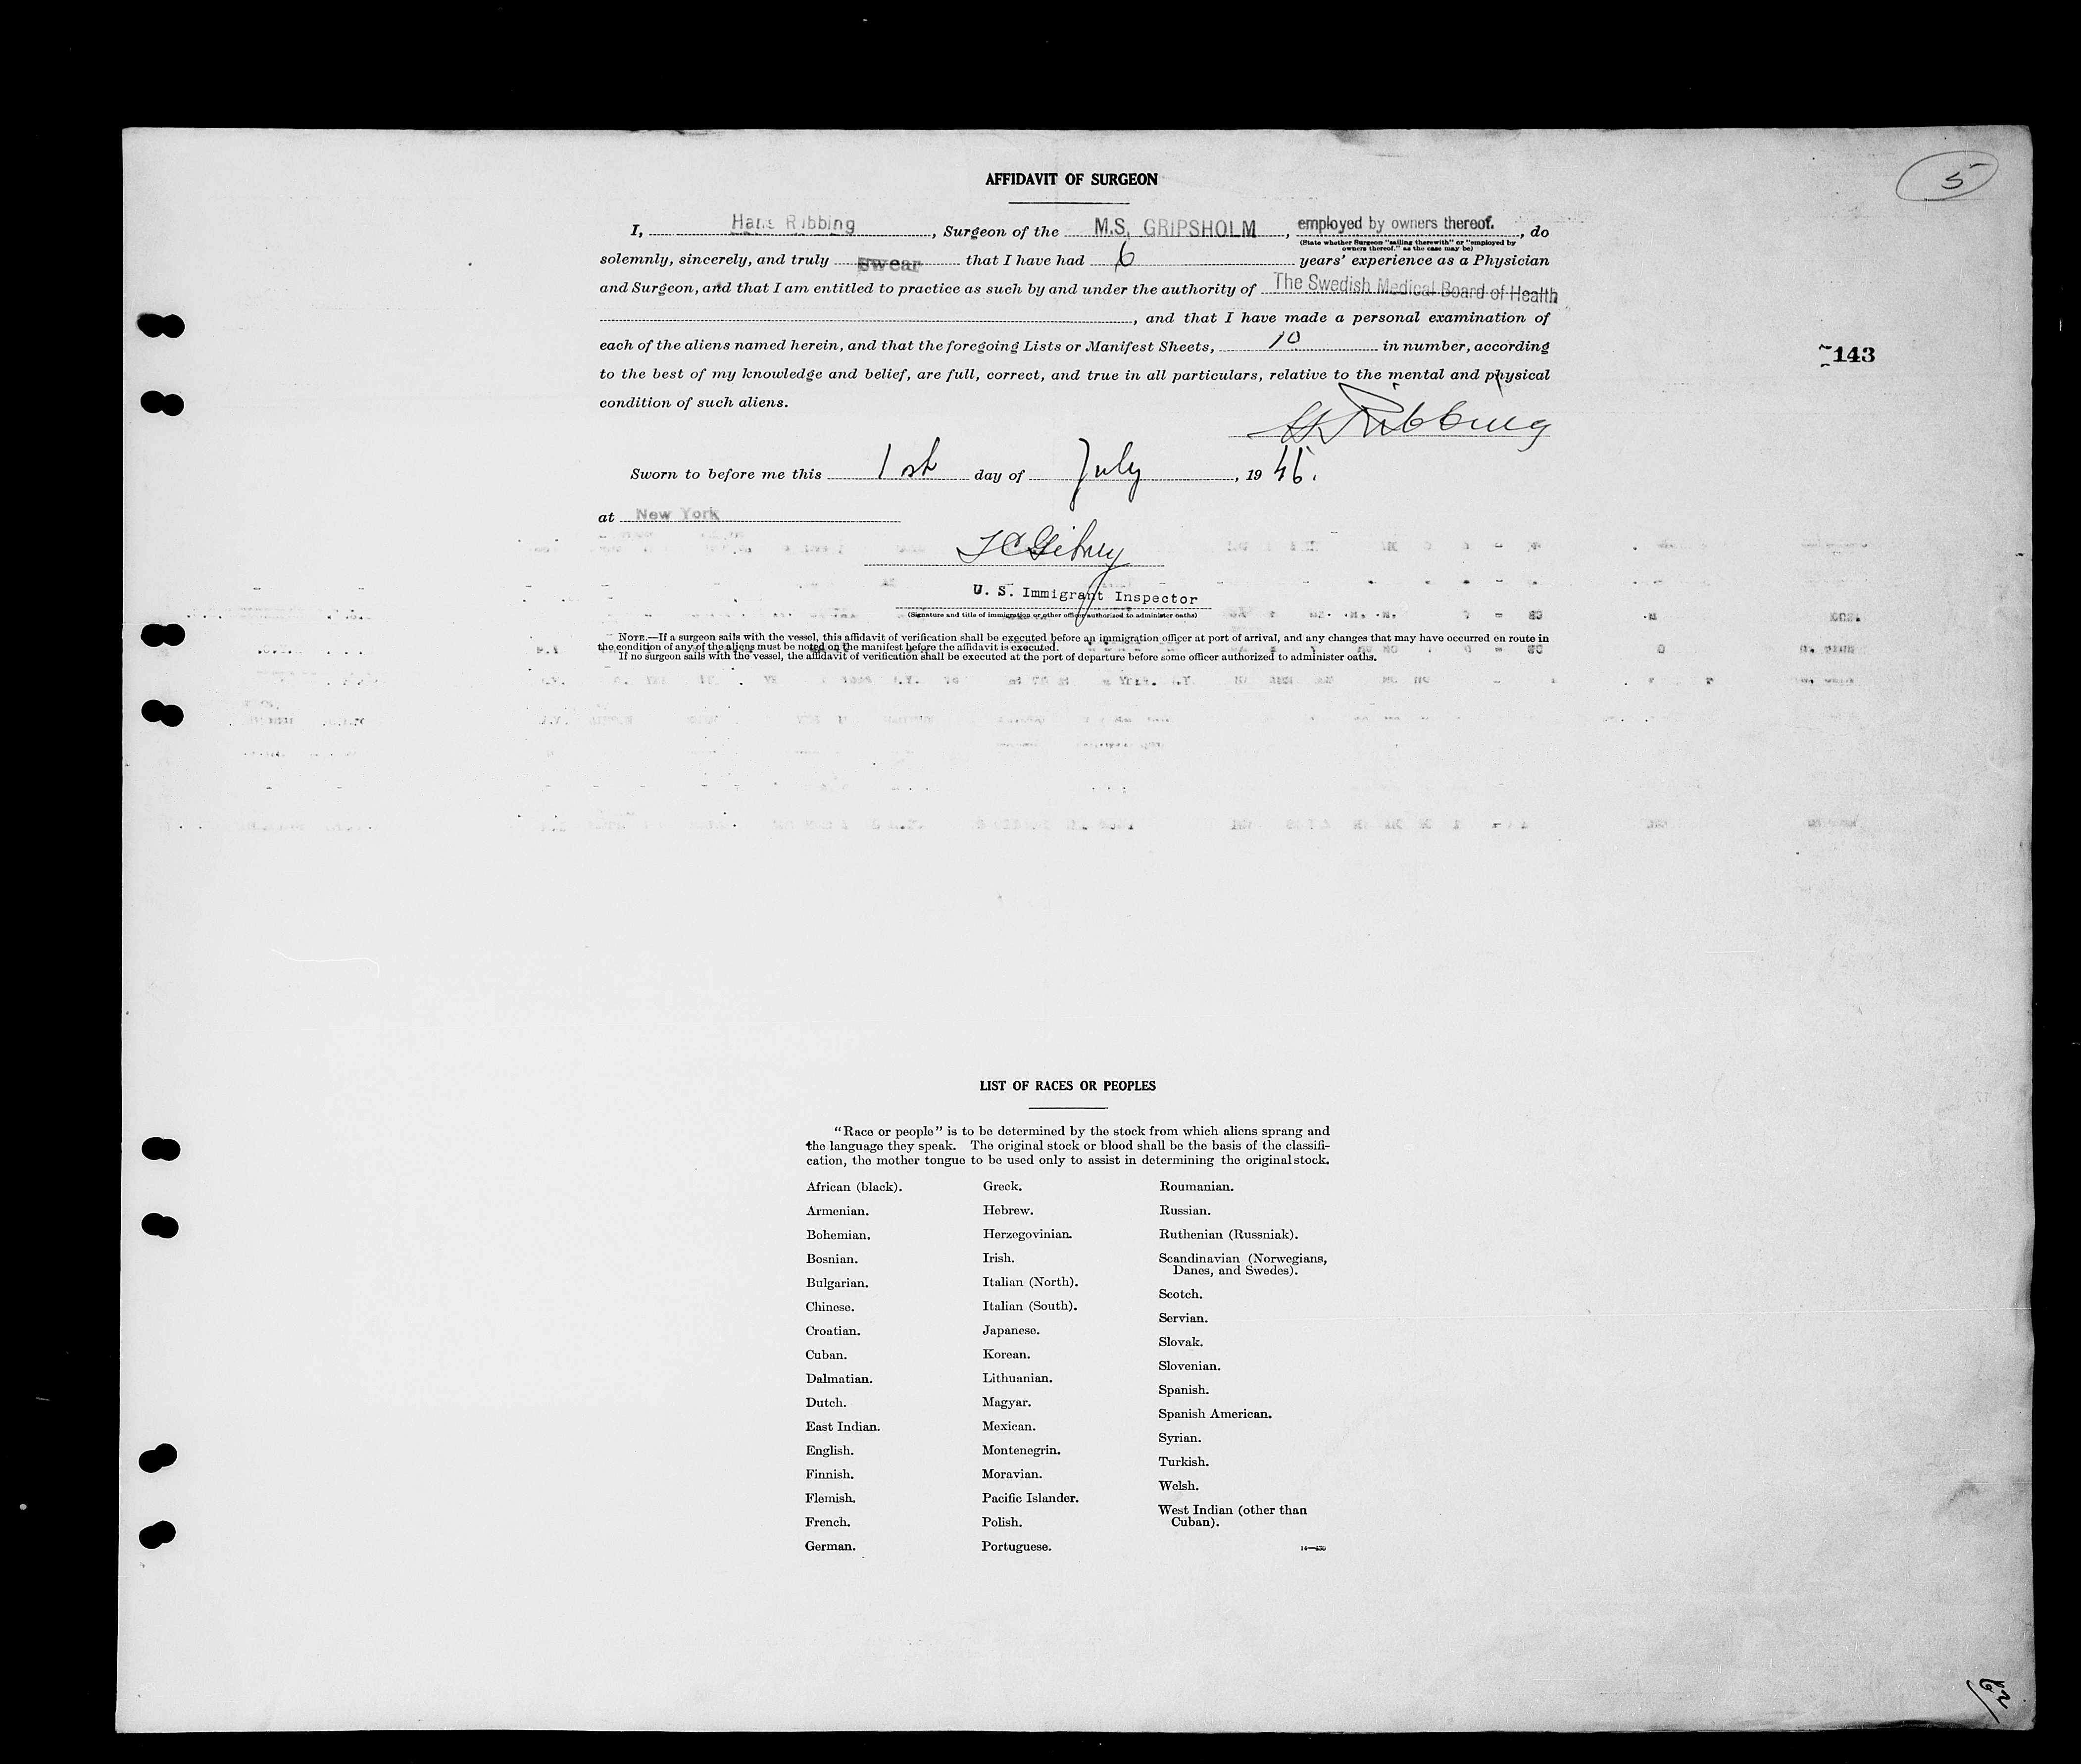 5
AFFIDAVIT OF SURGEON
I, Hans Ribbing, Surgeon of the M.S. GRIPSHOLM, employed by owners thereof., do
(State whether Surgeon "sailing therewith" or "employed by
owners thereof," as the case may be)
solemnly, sincerely, and truly swear that I have had 6 years' experience as a Physician
and Surgeon, and that I am entitled to practice as such by and under the authority of The Swedish Medical Board of Health
, and that I have made a personal examination of
each of the aliens named herein, and that the foregoing Lists or Manifest Sheets, 10 in number, according
143
to the best of my knowledge and belief, are full, correct, and true in all particulars, relative to the mental and physical
condition of such aliens.
H Ribbing
Sworn to before me this 1st day of July, 1946.
at New York
U. S. Immigrant Inspector
(Signature and title of immigration or other officer authorized to administer oaths)
NOTE.—If a surgeon sails with the vessel, this affidavit of verification shall be executed before an immigration officer at port of arrival, and any changes that may have occurred en route in
the condition of any of the aliens must be noted on the manifest before the affidavit is executed.
If no surgeon sails with the vessel, the affidavit of verification shall be executed at the port of departure before some officer authorized to administer oaths.
LIST OF RACES OR PEOPLES
"Race or people" is to be determined by the stock from which aliens sprang and
the language they speak. The original stock or blood shall be the basis of the classifi-
cation, the mother tongue to be used only to assist in determining the original stock.
African (black).
Armenian.
Bohemian.
Bosnian.
Bulgarian.
Chinese.
Croatian.
Cuban.
Dalmatian.
Dutch.
East Indian.
English.
Finnish.
Flemish.
French.
German.
Greek.
Hebrew.
Herzegovinian.
Irish.
Italian (North).
Italian (South).
Japanese.
Korean.
Lithuanian.
Magyar.
Mexican.
Montenegrin.
Moravian.
Pacific Islander.
Polish.
Portuguese.
Roumanian.
Russian.
Ruthenian (Russniak).
Scandinavian (Norwegians,
Danes, and Swedes).
Scotch.
Servian.
Slovak.
Slovenian.
Spanish.
Spanish American.
Syrian.
Turkish.
Welsh.
West Indian (other than
Cuban).